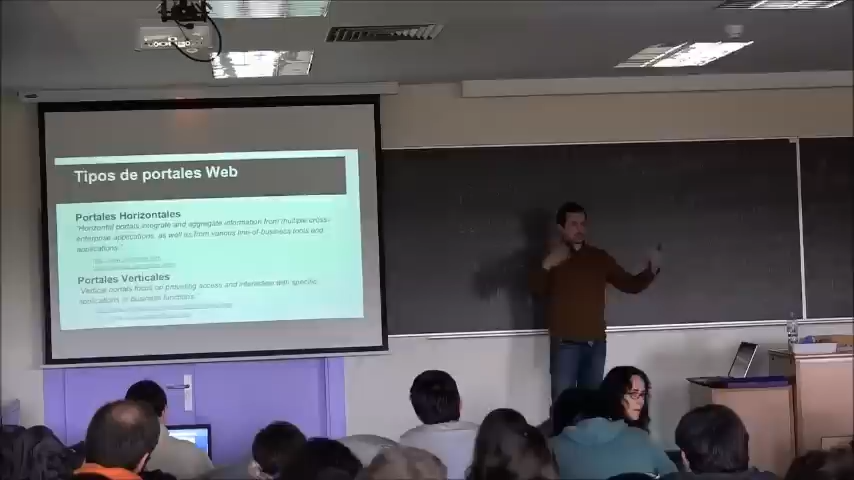 Tipos de portales Web
Portales Horizontales
"Horizontal portals integrate and aggregate information from multiple cross-
enterprise applications, as well as from various line-of-business tools and
applications."
Portales Verticales
"Vertical portals focus on providing access and interaction with specific
applications or business functions."